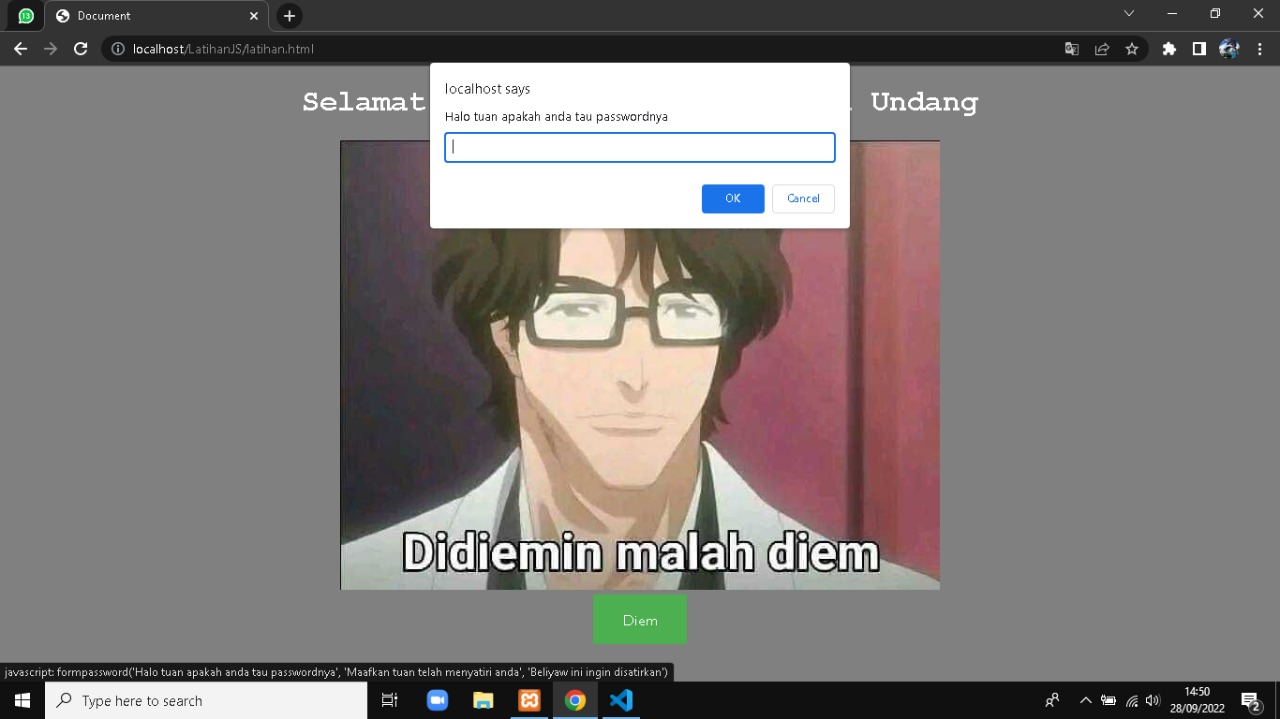 13
Document
localhost/LatihanJS/latihan.html
localhost says
Halo tuan apakah anda tau passwordnya
OK
Cancel
Selamat
Undang
Didiemin malah diem
Diem
javascript: formpassword('Halo tuan apakah anda tau passwordnya', 'Maafkan tuan telah menyatiri anda', 'Beliyaw ini ingin disatirkan')
Type here to search
14:50
28/09/2022
2